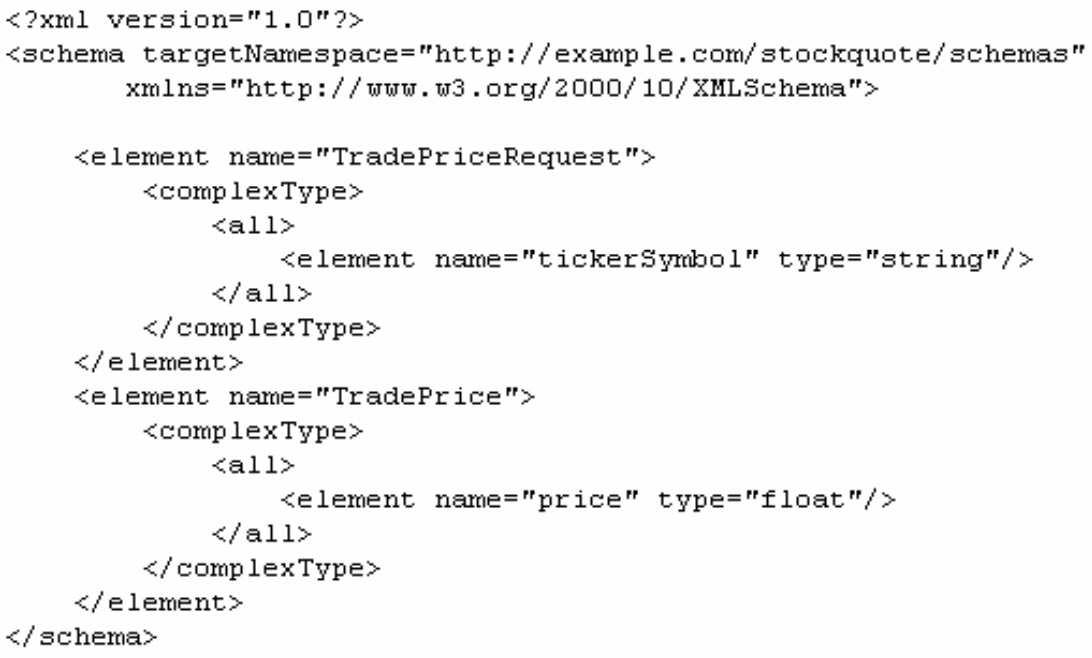 <?xml version="1.0"?>
<schema targetNamespace="http://example.com/stockquote/schemas"
xmlns="http://www.w3.org/2000/10/XMLSchema">
<element name="TradePriceRequest">
<complexType>
<all>
<element name="tickerSymbol" type="string"/>
</all>
</complexType>
</element>
<element name="TradePrice">
<complexType>
<all>
<element name="price" type="float"/>
</all>
</complexType>
</element>
</schema>